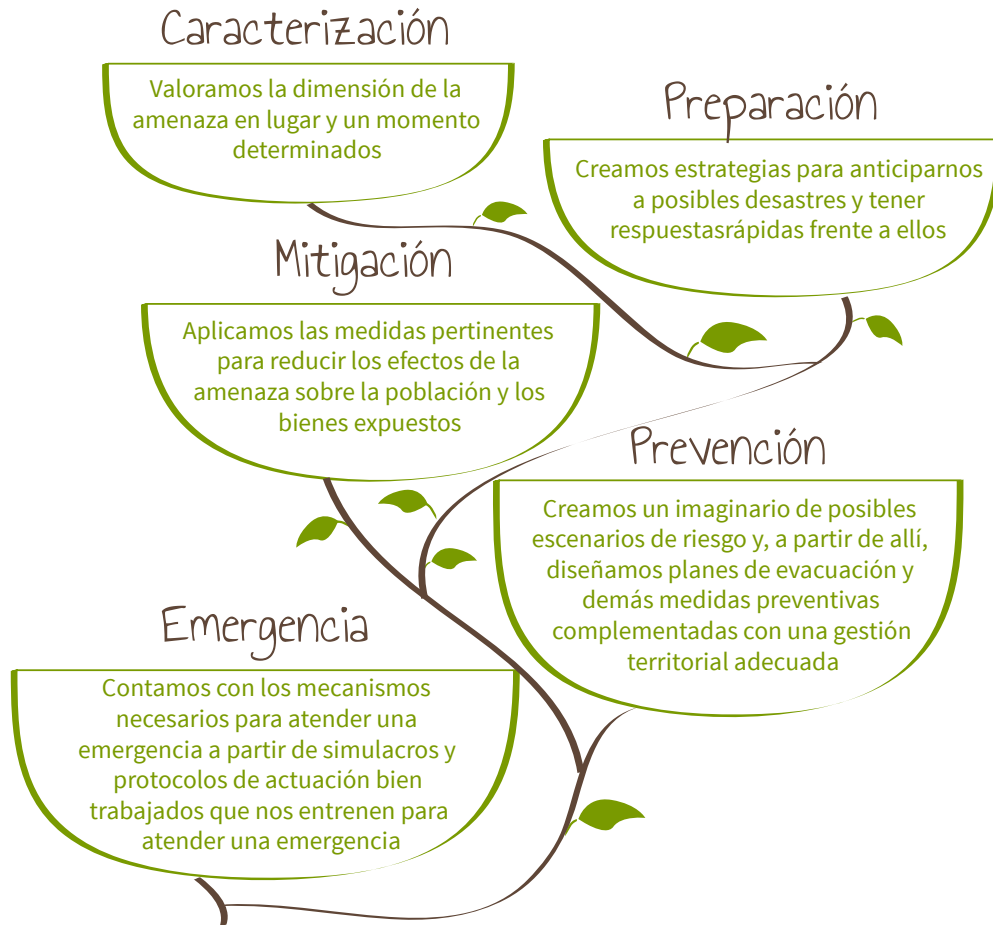 Caracterización
Valoramos la dimensión de la
amenaza en lugar y un momento
determinados
Preparación
Creamos estrategias para anticiparnos
a posibles desastres y tener
respuestasrápidas frente a ellos
Mitigación
Aplicamos las medidas pertinentes
para reducir los efectos de la
amenaza sobre la población y los
bienes expuestos
Prevención
Creamos un imaginario de posibles
escenarios de riesgo y, a partir de allí,
diseñamos planes de evacuación y
demás medidas preventivas
complementadas con una gestión
territorial adecuada
Emergencia
Contamos con los mecanismos
necesarios para atender una
emergencia a partir de simulacros y
protocolos de actuación bien
trabajados que nos entrenen para
atender una emergencia